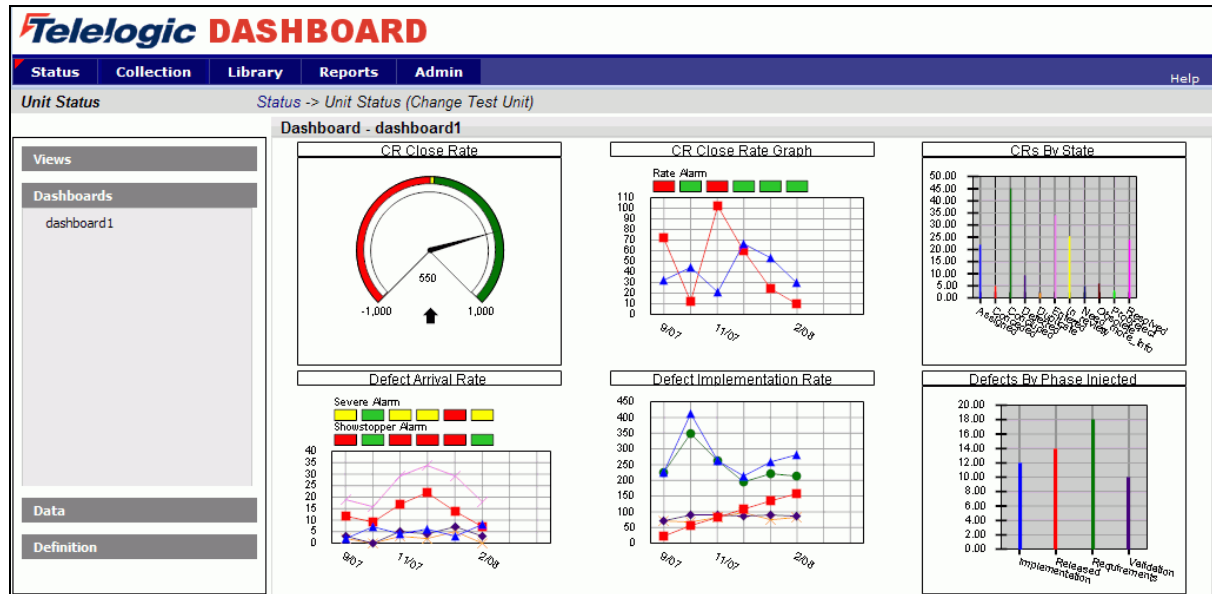 Telelogic DASHBOARD
Status Collection Library Reports Admin
Help
Unit Status
Status -> Unit Status (Change Test Unit)
Views
Dashboards
dashboard1
Data
Definition
Dashboard - dashboard1
CR Close Rate
550
-1,000
1,000
CR Close Rate Graph
Rate Alarm
110
100
90
80
70
60
50
40
30
20
10
0
9/07
11/07
2/08
CRs By State
50.00
45.00
40.00
35.00
30.00
25.00
20.00
15.00
10.00
5.00
0.00
Assigned
Concluded
Deferred
Duplicate
Entered
In_review
Need_more_Info
Obsolete
Resolved
Defect Arrival Rate
Severe Alarm
Showstopper Alarm
40
35
30
25
20
15
10
5
0
9/07
11/07
2/08
Defect Implementation Rate
450
400
350
300
250
200
150
100
50
0
9/07
11/07
2/08
Defects By Phase Injected
20.00
18.00
16.00
14.00
12.00
10.00
8.00
6.00
4.00
2.00
0.00
Implementation
Released
Requirements
Validation